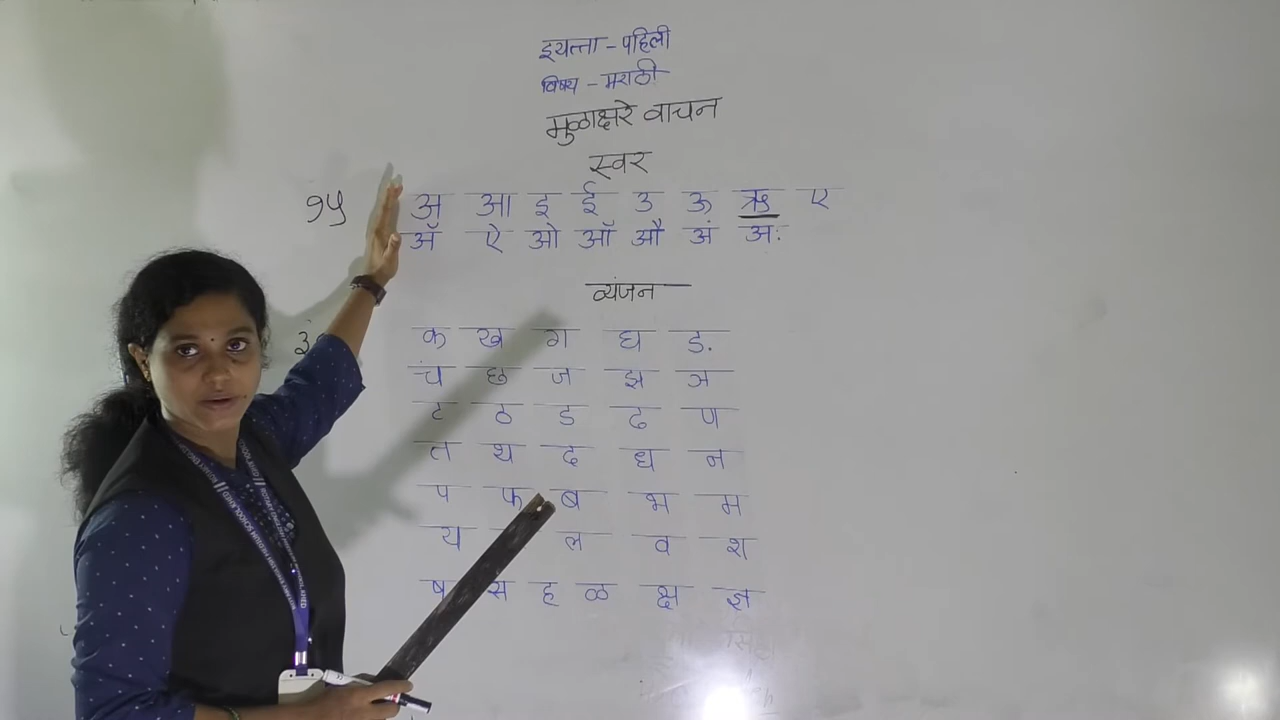 इयत्ता - पहिली
विषय - मराठी
मुळाक्षरे वाचन
स्वर
१५ अ आ इ ई उ ऊ ऋ ए
ॲ ऐ ओ ऑ औ अं अः
व्यंजन
क ख ग घ ङ
च छ ज झ ञ
ट ठ ड ढ ण
त थ द ध न
प फ ब भ म
य ल व श
ष स ह ळ क्ष ज्ञ